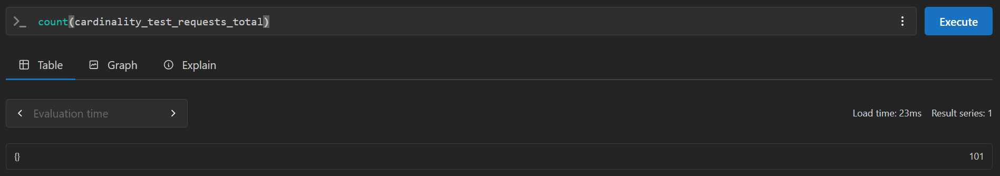 count(cardinality_test_requests_total)
Execute
Table Graph Explain
Evaluation time
Load time: 23ms Result series: 1
{} 101